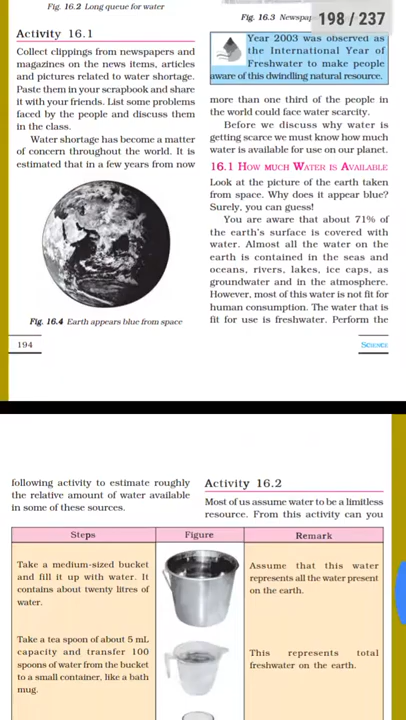 Fig. 16.2 Long queue for water
Fig. 16.3 Newspap
198 / 237
Activity 16.1
Collect clippings from newspapers and
magazines on the news items, articles
and pictures related to water shortage.
Paste them in your scrapbook and share
it with your friends. List some problems
faced by the people and discuss them
in the class.
Water shortage has become a matter
of concern throughout the world. It is
estimated that in a few years from now
Fig. 16.4 Earth appears blue from space
Year 2003 was observed as
the International Year of
Freshwater to make people
aware of this dwindling natural resource.
more than one third of the people in
the world could face water scarcity.
Before we discuss why water is
getting scarce we must know how much
water is available for use on our planet.
16.1 HOW MUCH WATER IS AVAILABLE
Look at the picture of the earth taken
from space. Why does it appear blue?
Surely, you can guess!
You are aware that about 71% of
the earth's surface is covered with
water. Almost all the water on the
earth is contained in the seas and
oceans, rivers, lakes, ice caps, as
groundwater and in the atmosphere.
However, most of this water is not fit for
human consumption. The water that is
fit for use is freshwater. Perform the
194
SCIENCE
following activity to estimate roughly
the relative amount of water available
in some of these sources.
Activity 16.2
Most of us assume water to be a limitless
resource. From this activity can you
Steps
Figure
Remark
Take a medium-sized bucket
and fill it up with water. It
contains about twenty litres of
water.
Assume that this water
represents all the water present
on the earth.
Take a tea spoon of about 5 mL
capacity and transfer 100
spoons of water from the bucket
to a small container, like a bath
mug.
This represents total
freshwater on the earth.